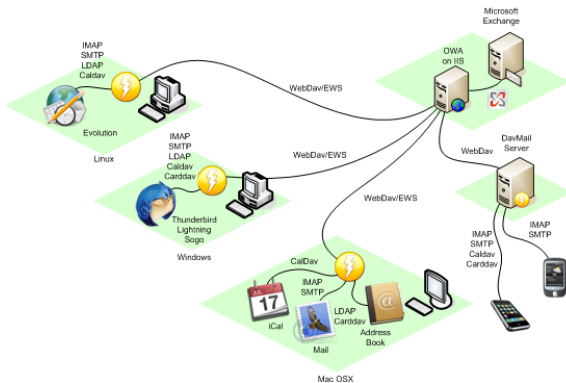 Microsoft
Exchange
OWA
on IIS
IMAP
SMTP
LDAP
Caldav
Evolution
Linux
WebDav/EWS
IMAP
SMTP
LDAP
Caldav
Carddav
Thunderbird
Lightning
Sogo
Windows
WebDav/EWS
WebDav/EWS
WebDav
DavMail
Server
IMAP
SMTP
Caldav
Carddav
IMAP
SMTP
CalDav
17
iCal
IMAP
SMTP
Mail
LDAP
Carddav
@
Address
Book
Mac OSX